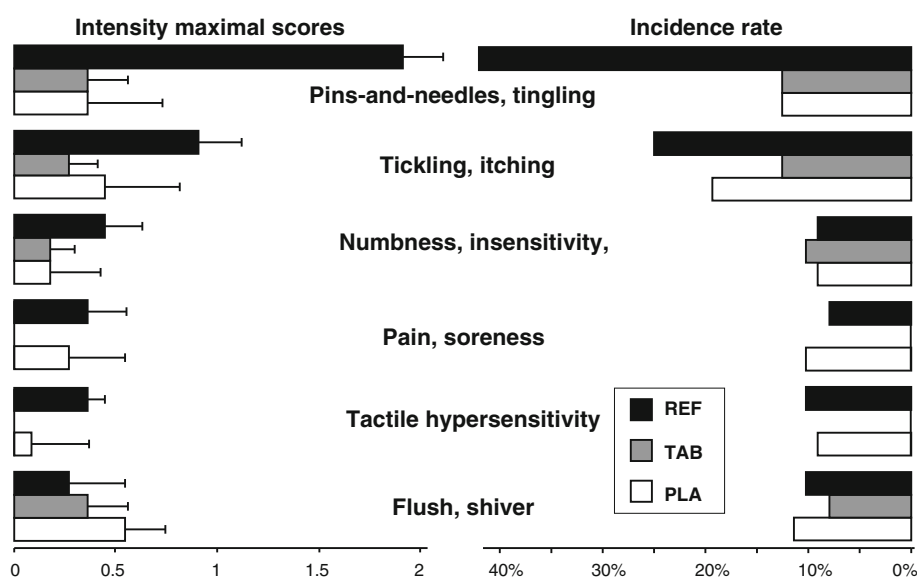 Intensity maximal scores
Incidence rate
Pins-and-needles, tingling
Tickling, itching
Numbness, insensitivity,
Pain, soreness
Tactile hypersensitivity
Flush, shiver
REF
TAB
PLA
0 0.5 1 1.5 2
40% 30% 20% 10% 0%